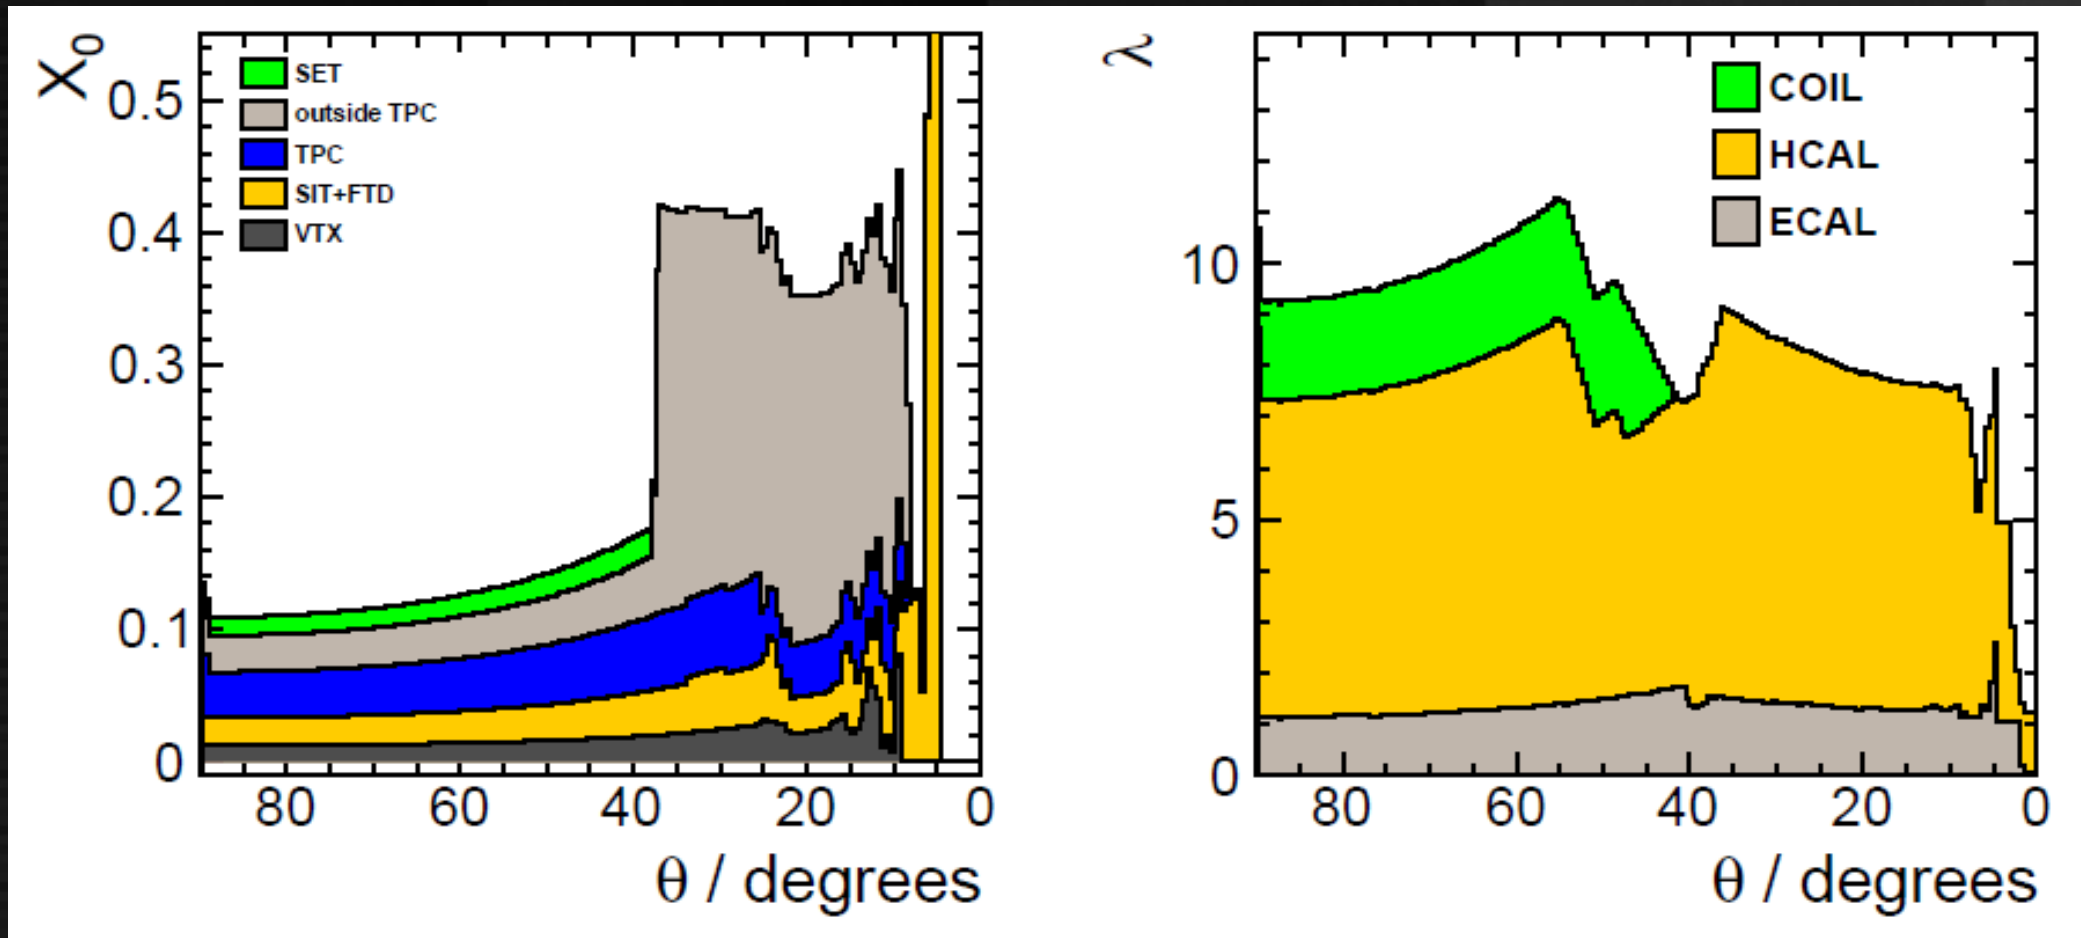 X0
0.5
0.4
0.3
0.2
0.1
0
SET
outside TPC
TPC
SIT+FTD
VTX
80 60 40 20 0
θ / degrees
λ
10
5
0
COIL
HCAL
ECAL
80 60 40 20 0
θ / degrees